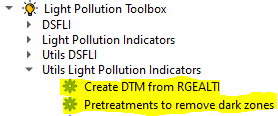 Light Pollution Toolbox
DSFLI
Light Pollution Indicators
Utils DSFLI
Utils Light Pollution Indicators
Create DTM from RGEALTI
Pretreatments to remove dark zones